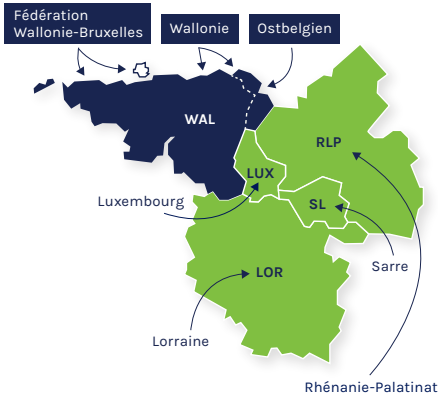 Fédération
Wallonie-Bruxelles
Wallonie
Ostbelgien
WAL
RLP
LUX
Luxembourg
SL
LOR
Sarre
Lorraine
Rhénanie-Palatinat